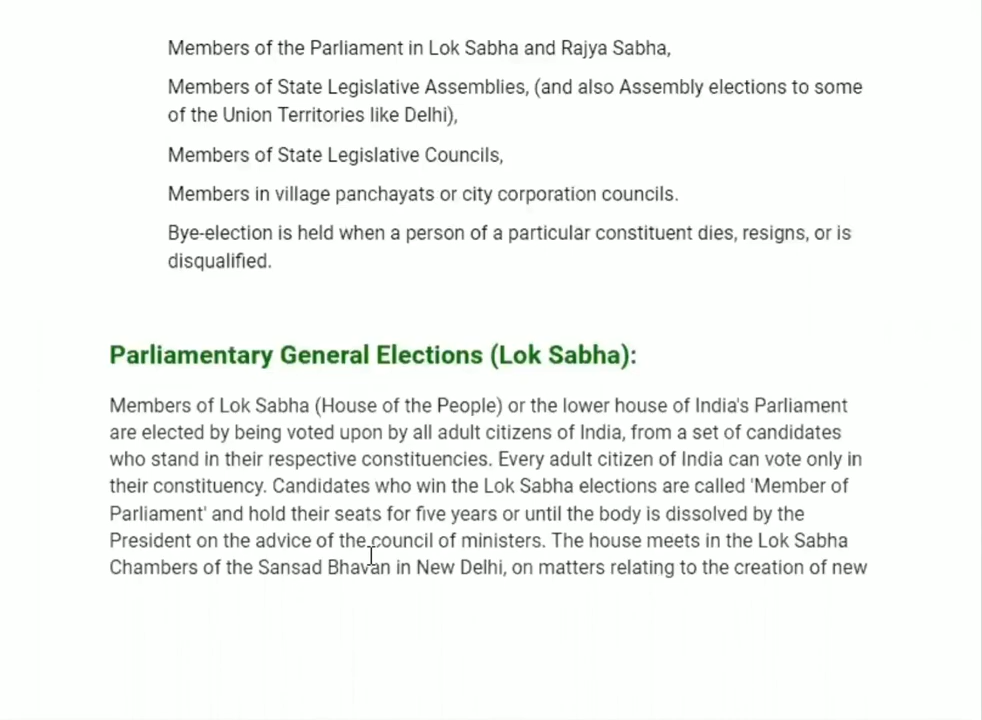 Members of the Parliament in Lok Sabha and Rajya Sabha,
Members of State Legislative Assemblies, (and also Assembly elections to some
of the Union Territories like Delhi),
Members of State Legislative Councils,
Members in village panchayats or city corporation councils.
Bye-election is held when a person of a particular constituent dies, resigns, or is
disqualified.
Parliamentary General Elections (Lok Sabha):
Members of Lok Sabha (House of the People) or the lower house of India's Parliament
are elected by being voted upon by all adult citizens of India, from a set of candidates
who stand in their respective constituencies. Every adult citizen of India can vote only in
their constituency. Candidates who win the Lok Sabha elections are called 'Member of
Parliament' and hold their seats for five years or until the body is dissolved by the
President on the advice of the council of ministers. The house meets in the Lok Sabha
Chambers of the Sansad Bhavan in New Delhi, on matters relating to the creation of new